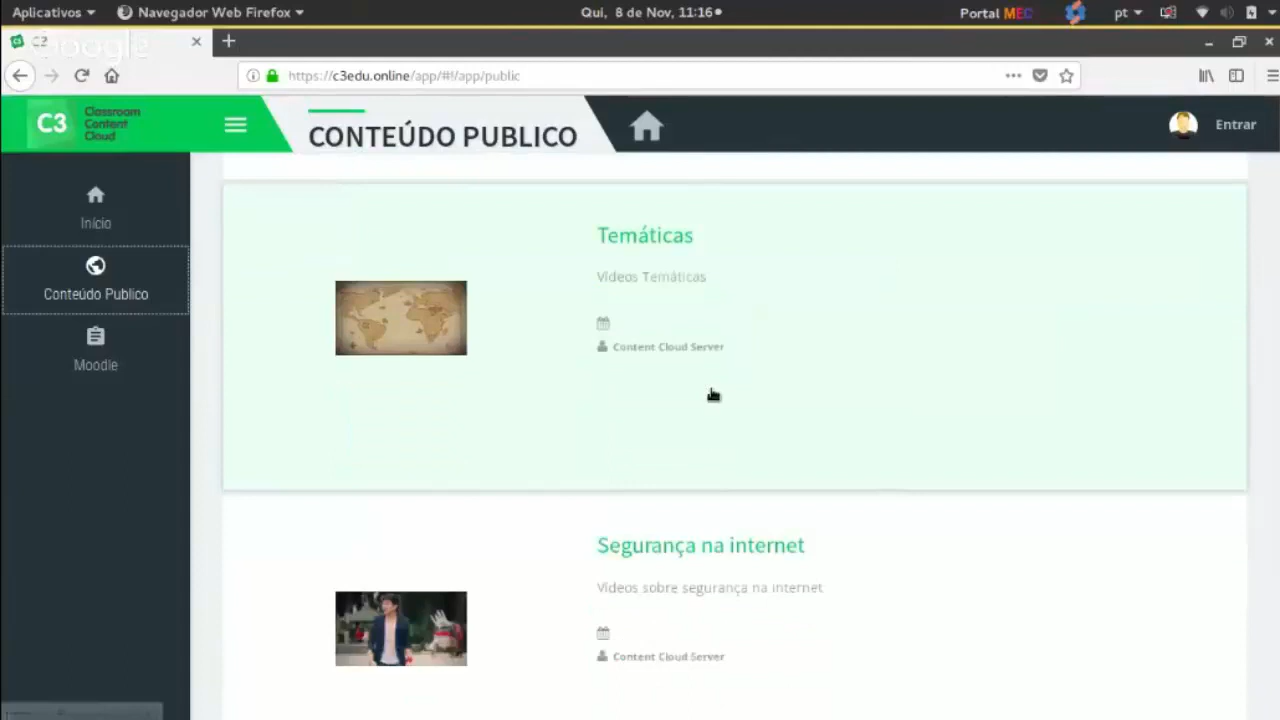 Aplicativos Navegador Web Firefox Qui, 8 de Nov, 11:16 Portal MEC pt
C3
Google
https://c3edu.online/app/#!/app/public
C3 Classroom
Content
Cloud
CONTEÚDO PUBLICO
Entrar
Início
Conteúdo Publico
Moodle
Temáticas
Vídeos Temáticas
Content Cloud Server
Segurança na internet
Vídeos sobre segurança na internet
Content Cloud Server